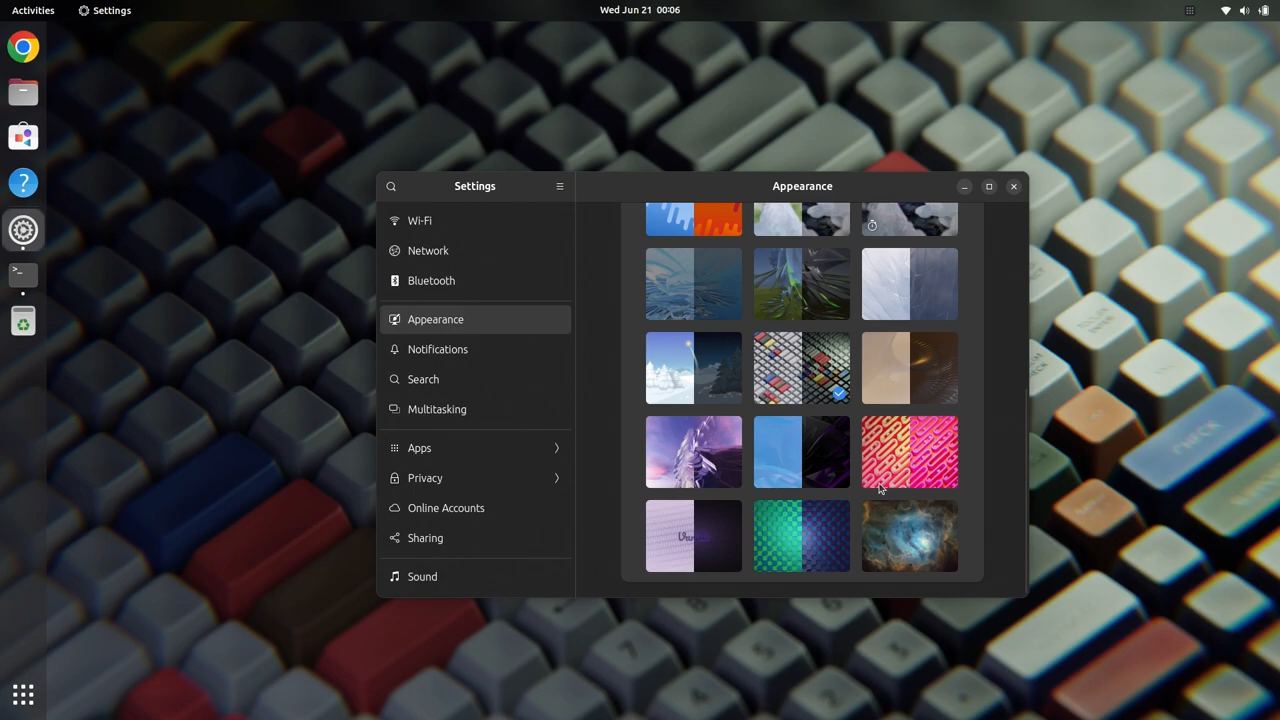 Activities
Settings
Wed Jun 21 00:06
Settings
Appearance
Wi-Fi
Network
Bluetooth
Appearance
Notifications
Search
Multitasking
Apps
Privacy
Online Accounts
Sharing
Sound